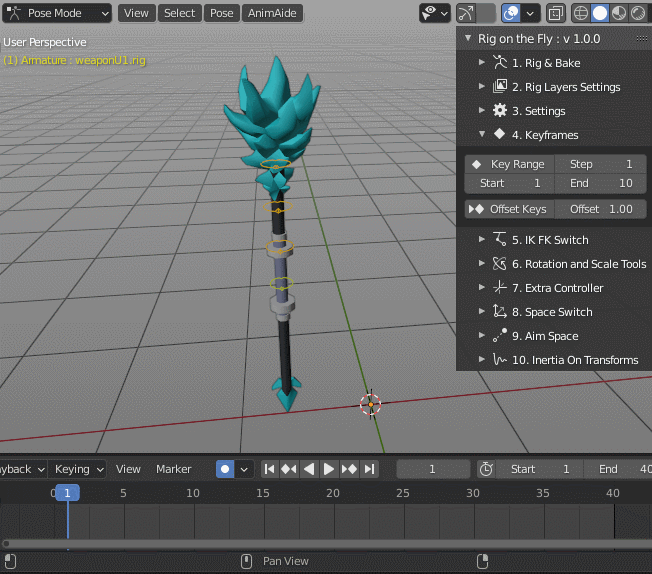 Pose Mode View Select Pose AnimAide
User Perspective
(1) Armature : weaponU1.rig
Rig on the Fly : v 1.0.0
1. Rig & Bake
2. Rig Layers Settings
3. Settings
4. Keyframes
Key Range Step 1
Start 1 End 10
Offset Keys Offset 1.00
5. IK FK Switch
6. Rotation and Scale Tools
7. Extra Controller
8. Space Switch
9. Aim Space
10. Inertia On Transforms
ayback Keying View Marker 1 Start 1 End 40
0 1 5 10 15 20 25 30 35 40
Pan View